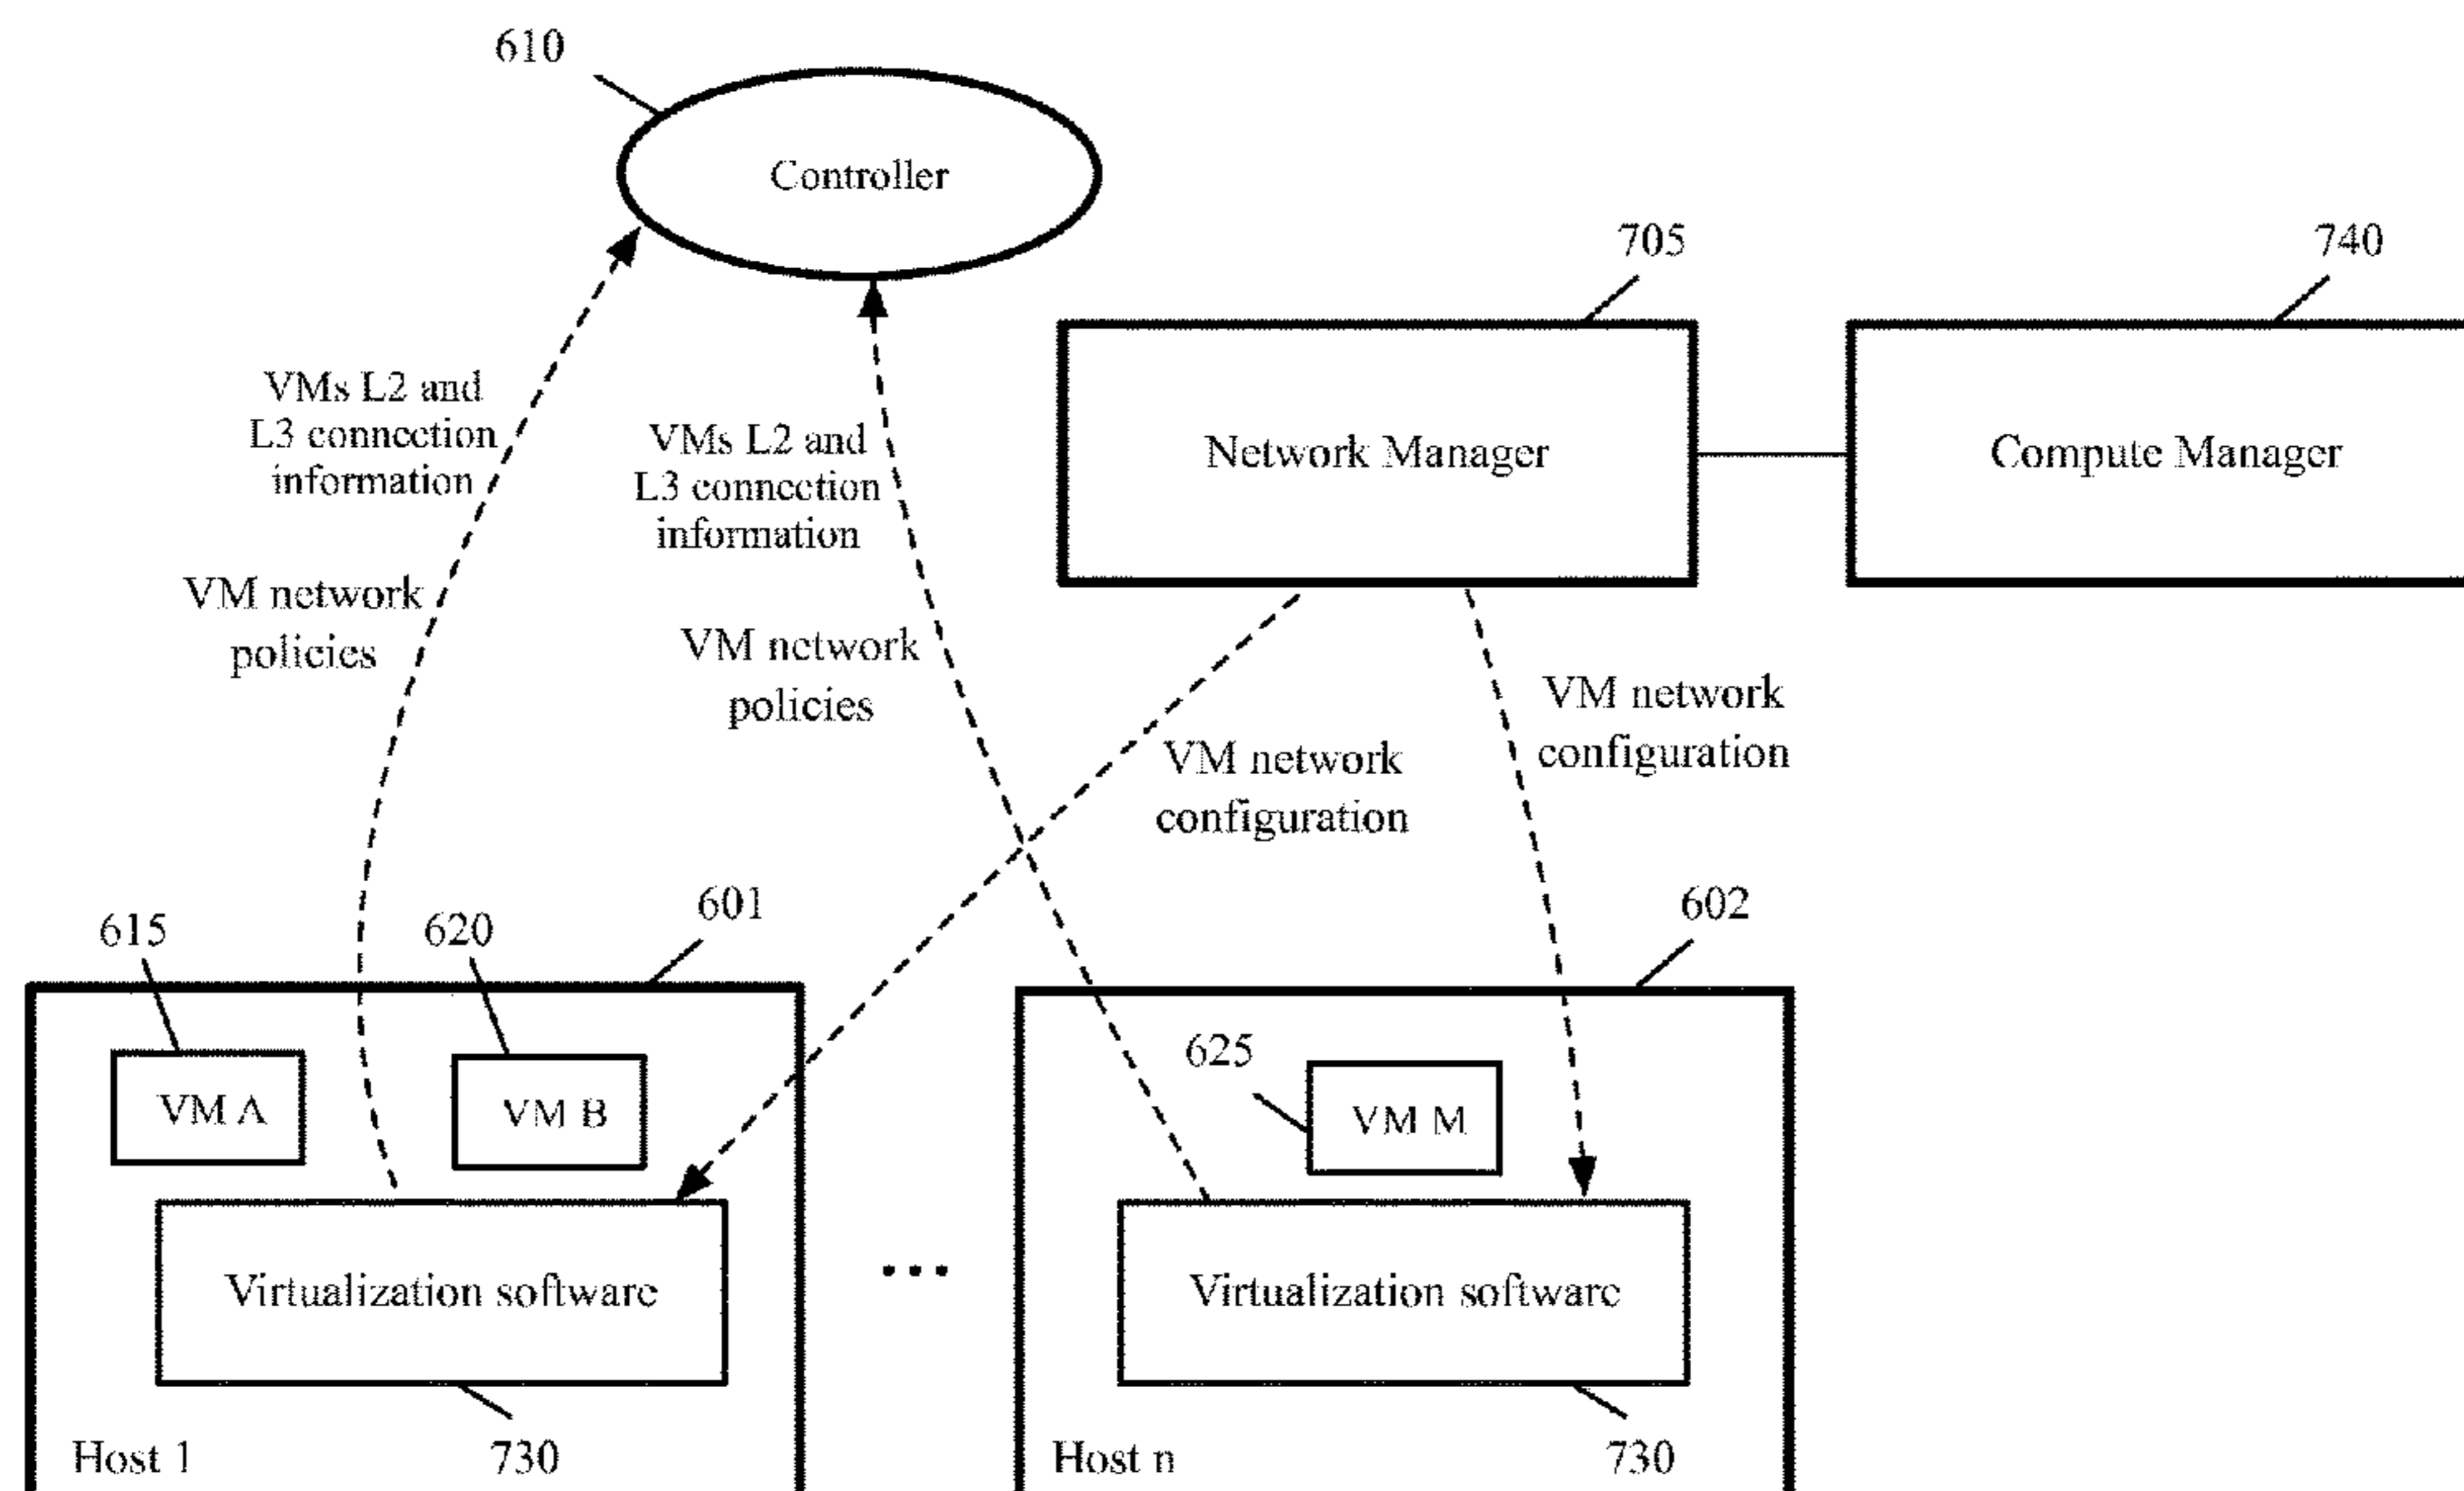 610
Controller
705
740
VMs L2 and
L3 connection
information
VMs L2 and
L3 connection
information
Network Manager
Compute Manager
VM network
policies
VM network
policies
VM network
configuration
VM network
configuration
615
620
601
602
625
VM A
VM B
VM M
Virtualization software
...
Virtualization software
Host 1
730
Host n
730